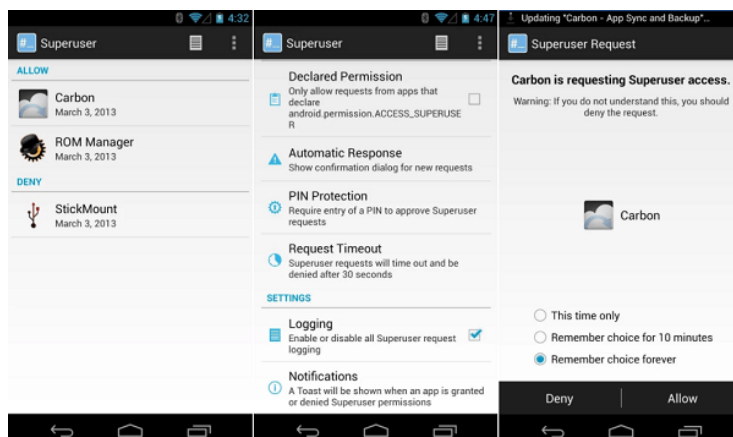 4:32
#_ Superuser
ALLOW
Carbon
March 3, 2013
ROM Manager
March 3, 2013
DENY
StickMount
March 3, 2013
4:47
#_ Superuser
Declared Permission
Only allow requests from apps that
declare
android.permission.ACCESS_SUPERUSE
R
Automatic Response
Show confirmation dialog for new requests
PIN Protection
Require entry of a PIN to approve Superuser
requests
Request Timeout
Superuser requests will time out and be
denied after 30 seconds
SETTINGS
Logging
Enable or disable all Superuser request
logging
Notifications
A Toast will be shown when an app is granted
or denied Superuser permissions
Updating "Carbon - App Sync and Backup"..
#_ Superuser Request
Carbon is requesting Superuser access.
Warning: If you do not understand this, you should
deny the request.
Carbon
This time only
Remember choice for 10 minutes
Remember choice forever
Deny
Allow